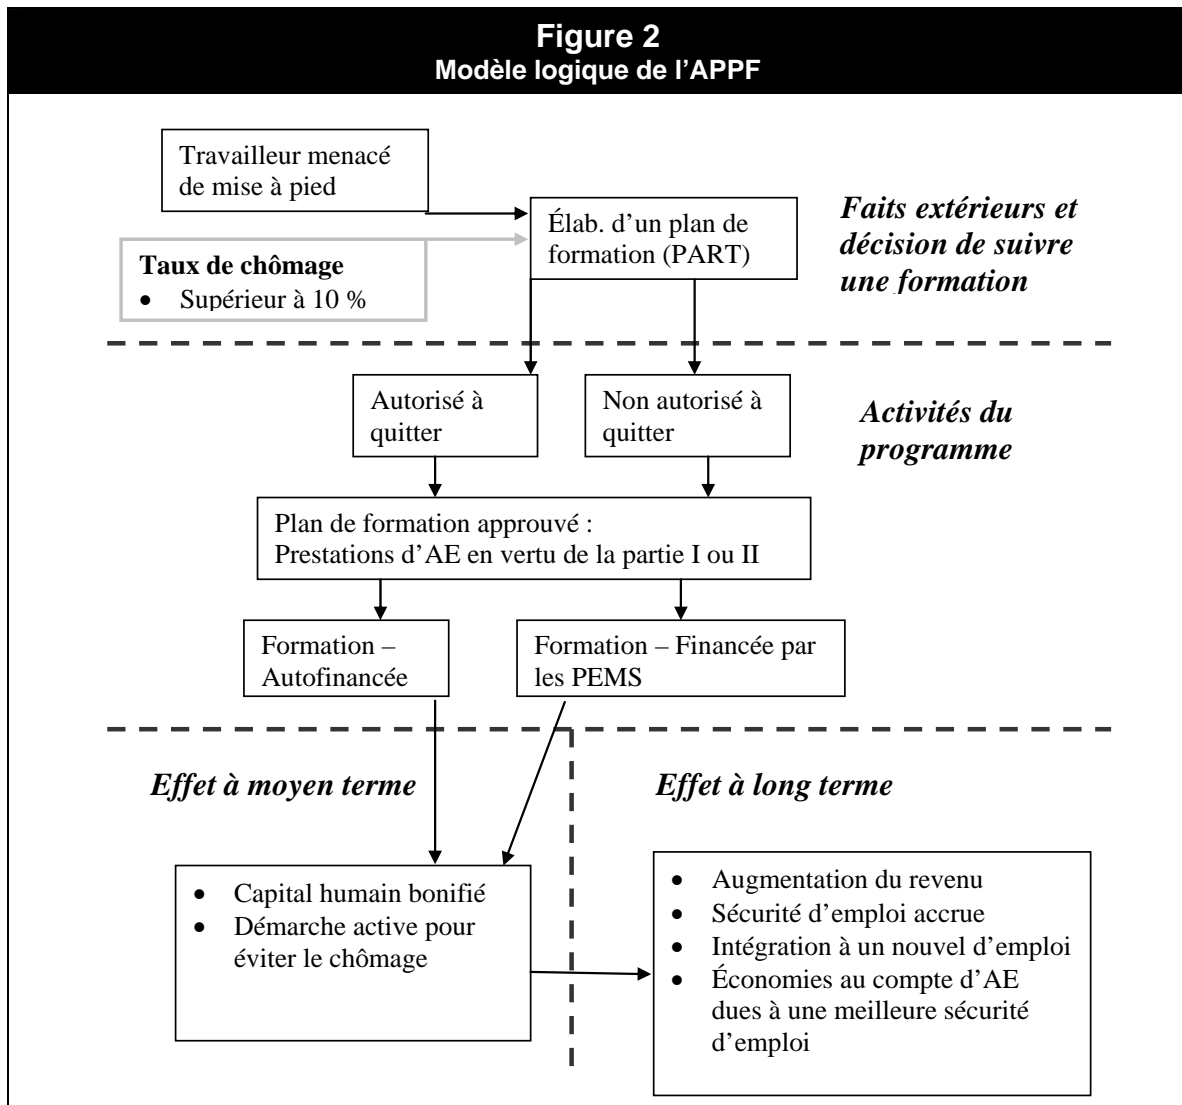 Figure 2
Modèle logique de l'APPF
Travailleur menacé
de mise à pied
Élab. d'un plan de
formation (PART)
Faits extérieurs et
décision de suivre
une formation
Taux de chômage
• Supérieur à 10 %
Autorisé à
quitter
Non autorisé à
quitter
Activités du
programme
Plan de formation approuvé :
Prestations d'AE en vertu de la partie I ou II
Formation –
Autofinancée
Formation – Financée par
les PEMS
Effet à moyen terme
Effet à long terme
• Capital humain bonifié
• Démarche active pour
éviter le chômage
• Augmentation du revenu
• Sécurité d'emploi accrue
• Intégration à un nouvel d'emploi
• Économies au compte d'AE
dues à une meilleure sécurité
d'emploi